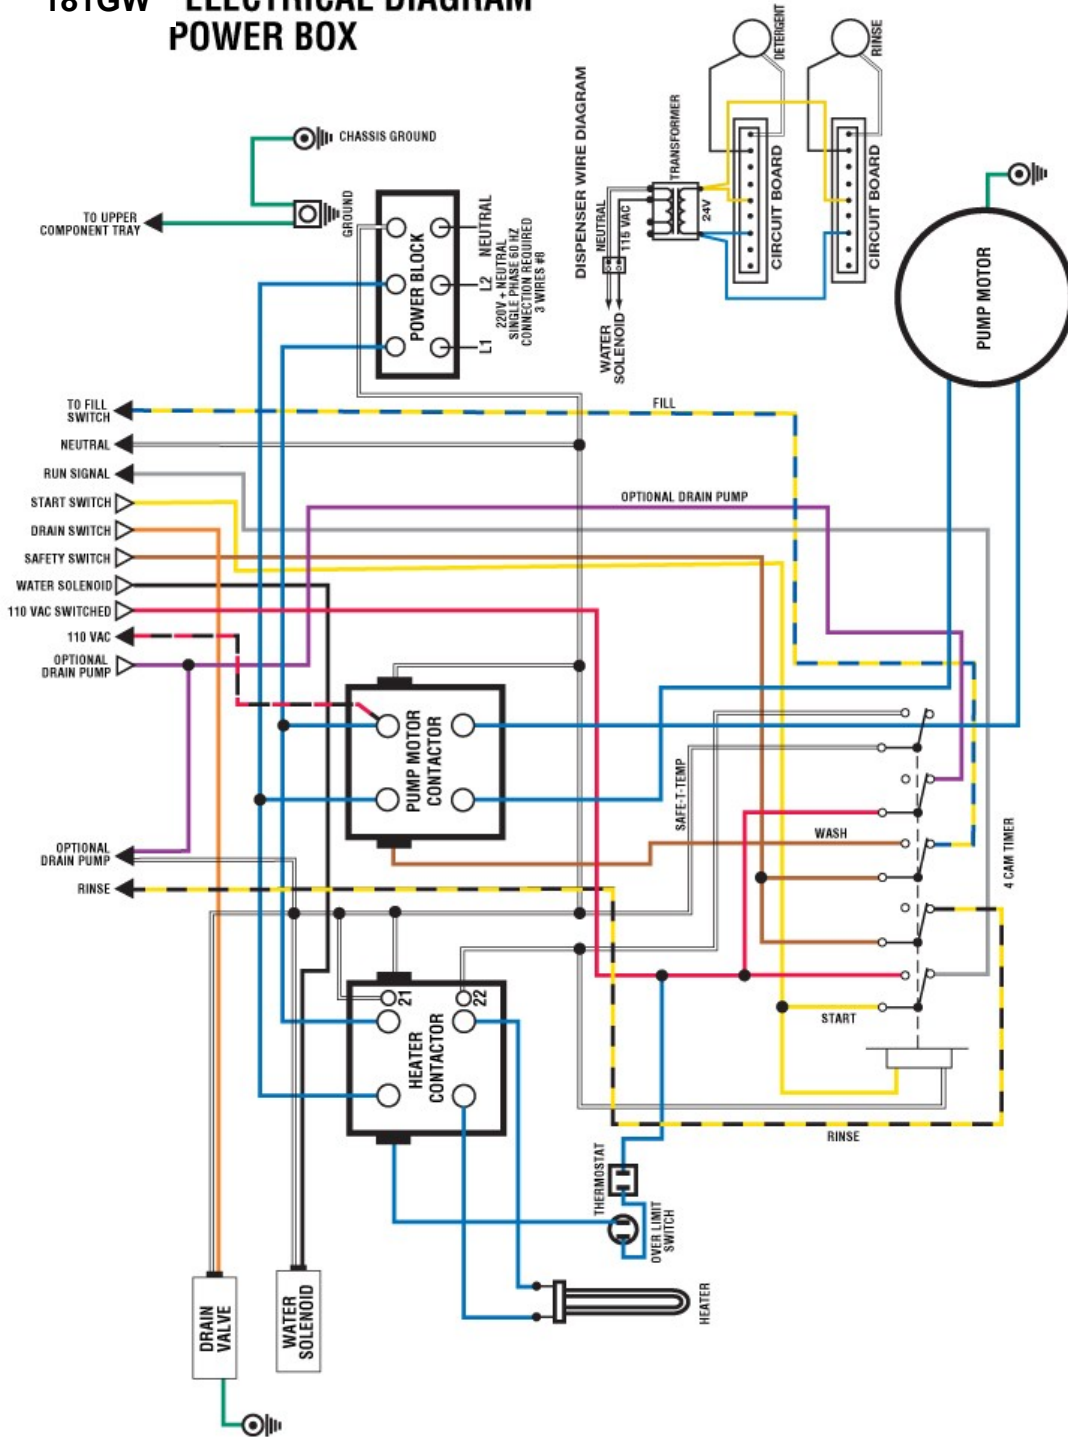 181GW ELECTRICAL DIAGRAM
POWER BOX
CHASSIS GROUND
TO UPPER
COMPONENT TRAY
GROUND
POWER BLOCK
NEUTRAL
L2
L1
220V + NEUTRAL
SINGLE PHASE 60 HZ
CONNECTION REQUIRED
3 WIRES #8
DISPENSER WIRE DIAGRAM
NEUTRAL
115 VAC
WATER
SOLENOID
TRANSFORMER
24V
DETERGENT
CIRCUIT BOARD
RINSE
CIRCUIT BOARD
PUMP MOTOR
TO FILL
SWITCH
FILL
NEUTRAL
RUN SIGNAL
START SWITCH
OPTIONAL DRAIN PUMP
DRAIN SWITCH
SAFETY SWITCH
WATER SOLENOID
110 VAC SWITCHED
110 VAC
OPTIONAL
DRAIN PUMP
PUMP MOTOR
CONTACTOR
SAFE-T-TEMP
WASH
4 CAM TIMER
OPTIONAL
DRAIN PUMP
RINSE
21
22
HEATER
CONTACTOR
START
RINSE
THERMOSTAT
OVER LIMIT
SWITCH
HEATER
DRAIN
VALVE
WATER
SOLENOID